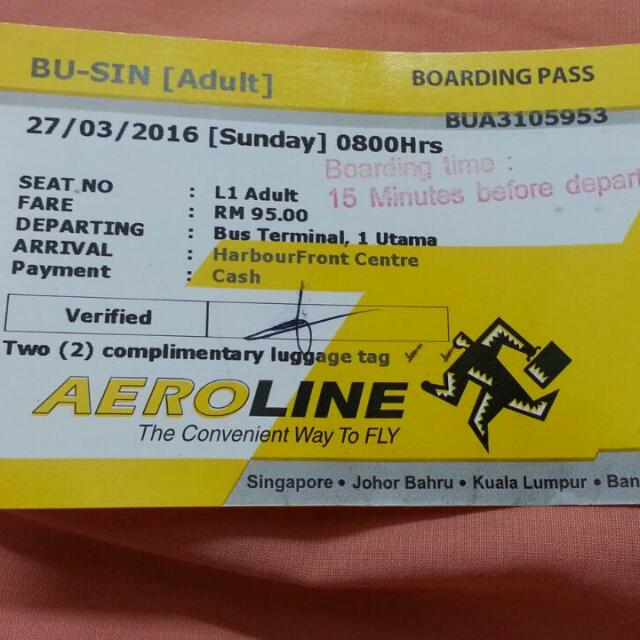 BU-SIN [Adult]
BOARDING PASS
BUA3105953
27/03/2016 [Sunday] 0800Hrs
Boarding time :
15 Minutes before depart
SEAT NO : L1 Adult
FARE : RM 95.00
DEPARTING : Bus Terminal, 1 Utama
ARRIVAL : HarbourFront Centre
Payment : Cash
Verified
Two (2) complimentary luggage tag
AEROLINE
The Convenient Way To FLY
Singapore • Johor Bahru • Kuala Lumpur • Ban